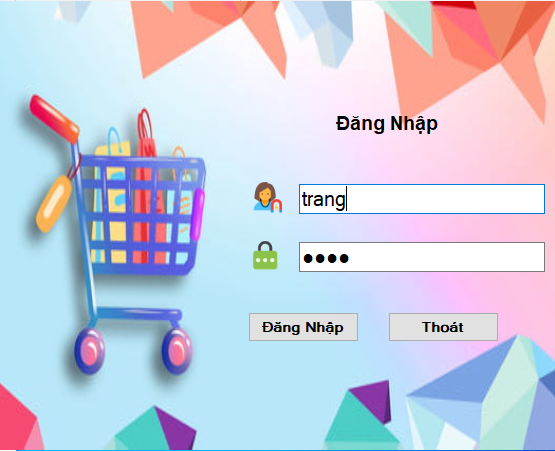 Đăng Nhập
trang
●●●●
Đăng Nhập
Thoát